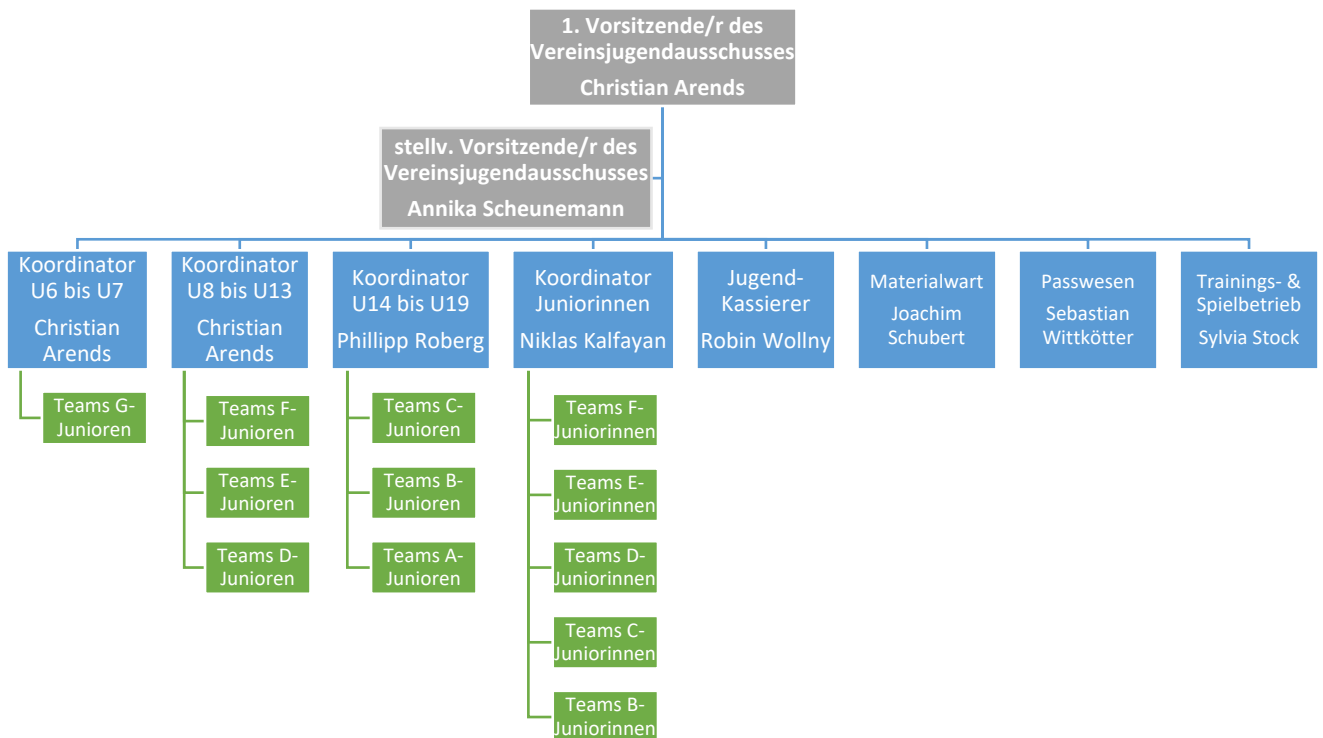 1. Vorsitzende/r des
Vereinsjugendausschusses
Christian Arends
stellv. Vorsitzende/r des
Vereinsjugendausschusses
Annika Scheunemann
Koordinator
U6 bis U7
Christian
Arends
Koordinator
U8 bis U13
Christian
Arends
Koordinator
U14 bis U19
Phillipp Roberg
Koordinator
Juniorinnen
Niklas Kalfayan
Jugend-
Kassierer
Robin Wollny
Materialwart
Joachim
Schubert
Passwesen
Sebastian
Wittkötter
Trainings- &
Spielbetrieb
Sylvia Stock
Teams G-
Junioren
Teams F-
Junioren
Teams E-
Junioren
Teams D-
Junioren
Teams C-
Junioren
Teams B-
Junioren
Teams A-
Junioren
Teams F-
Juniorinnen
Teams E-
Juniorinnen
Teams D-
Juniorinnen
Teams C-
Juniorinnen
Teams B-
Juniorinnen